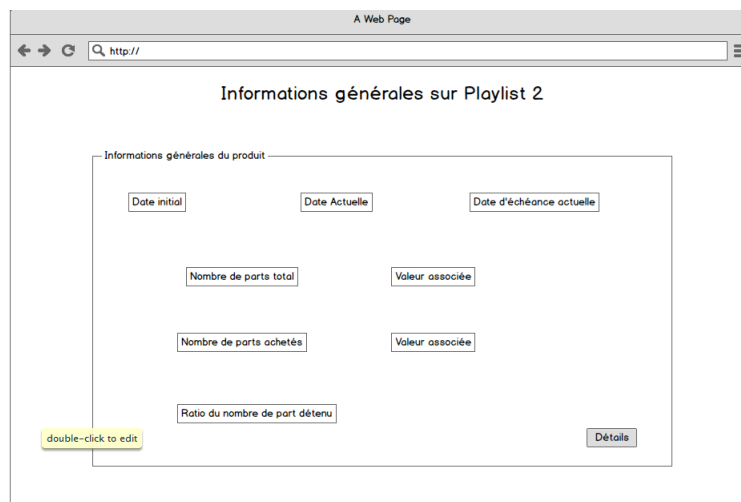 A Web Page
http://
Informations générales sur Playlist 2
Informations générales du produit
Date initial
Date Actuelle
Date d'échéance actuelle
Nombre de parts total
Valeur associée
Nombre de parts achetés
Valeur associée
Ratio du nombre de part détenu
double-click to edit
Détails